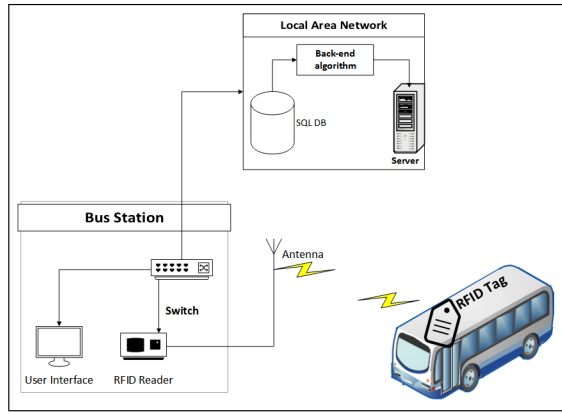 Local Area Network
Back-end
algorithm
SQL DB
Server
Bus Station
Antenna
Switch
User Interface
RFID Reader
RFID Tag